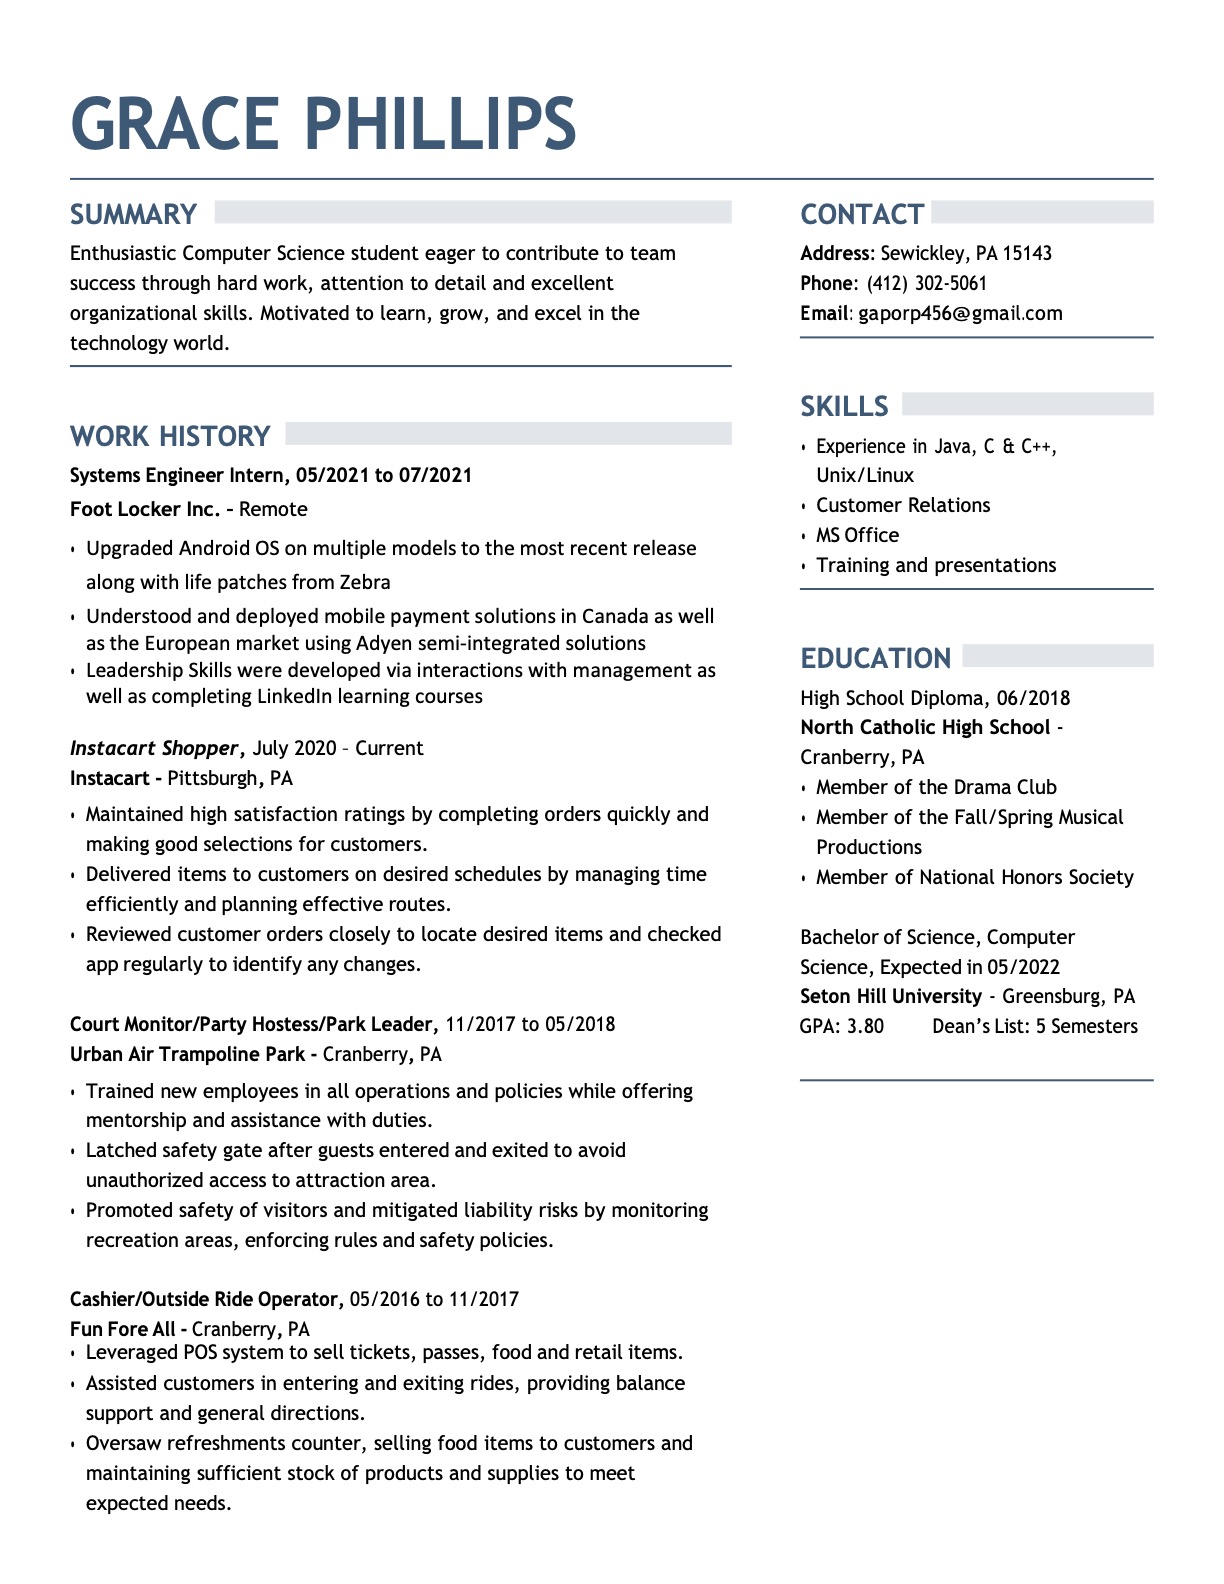 GRACE PHILLIPS
SUMMARY
Enthusiastic Computer Science student eager to contribute to team
success through hard work, attention to detail and excellent
organizational skills. Motivated to learn, grow, and excel in the
technology world.
WORK HISTORY
Systems Engineer Intern, 05/2021 to 07/2021
Foot Locker Inc. – Remote
• Upgraded Android OS on multiple models to the most recent release
along with life patches from Zebra
• Understood and deployed mobile payment solutions in Canada as well
as the European market using Adyen semi-integrated solutions
• Leadership Skills were developed via interactions with management as
well as completing LinkedIn learning courses
Instacart Shopper, July 2020 – Current
Instacart - Pittsburgh, PA
• Maintained high satisfaction ratings by completing orders quickly and
making good selections for customers.
• Delivered items to customers on desired schedules by managing time
efficiently and planning effective routes.
• Reviewed customer orders closely to locate desired items and checked
app regularly to identify any changes.
Court Monitor/Party Hostess/Park Leader, 11/2017 to 05/2018
Urban Air Trampoline Park - Cranberry, PA
• Trained new employees in all operations and policies while offering
mentorship and assistance with duties.
• Latched safety gate after guests entered and exited to avoid
unauthorized access to attraction area.
• Promoted safety of visitors and mitigated liability risks by monitoring
recreation areas, enforcing rules and safety policies.
Cashier/Outside Ride Operator, 05/2016 to 11/2017
Fun Fore All - Cranberry, PA
• Leveraged POS system to sell tickets, passes, food and retail items.
• Assisted customers in entering and exiting rides, providing balance
support and general directions.
• Oversaw refreshments counter, selling food items to customers and
maintaining sufficient stock of products and supplies to meet
expected needs.
CONTACT
Address: Sewickley, PA 15143
Phone: (412) 302-5061
Email: gaporp456@gmail.com
SKILLS
• Experience in Java, C & C++,
Unix/Linux
• Customer Relations
• MS Office
• Training and presentations
EDUCATION
High School Diploma, 06/2018
North Catholic High School -
Cranberry, PA
• Member of the Drama Club
• Member of the Fall/Spring Musical
Productions
• Member of National Honors Society
Bachelor of Science, Computer
Science, Expected in 05/2022
Seton Hill University - Greensburg, PA
GPA: 3.80 Dean’s List: 5 Semesters